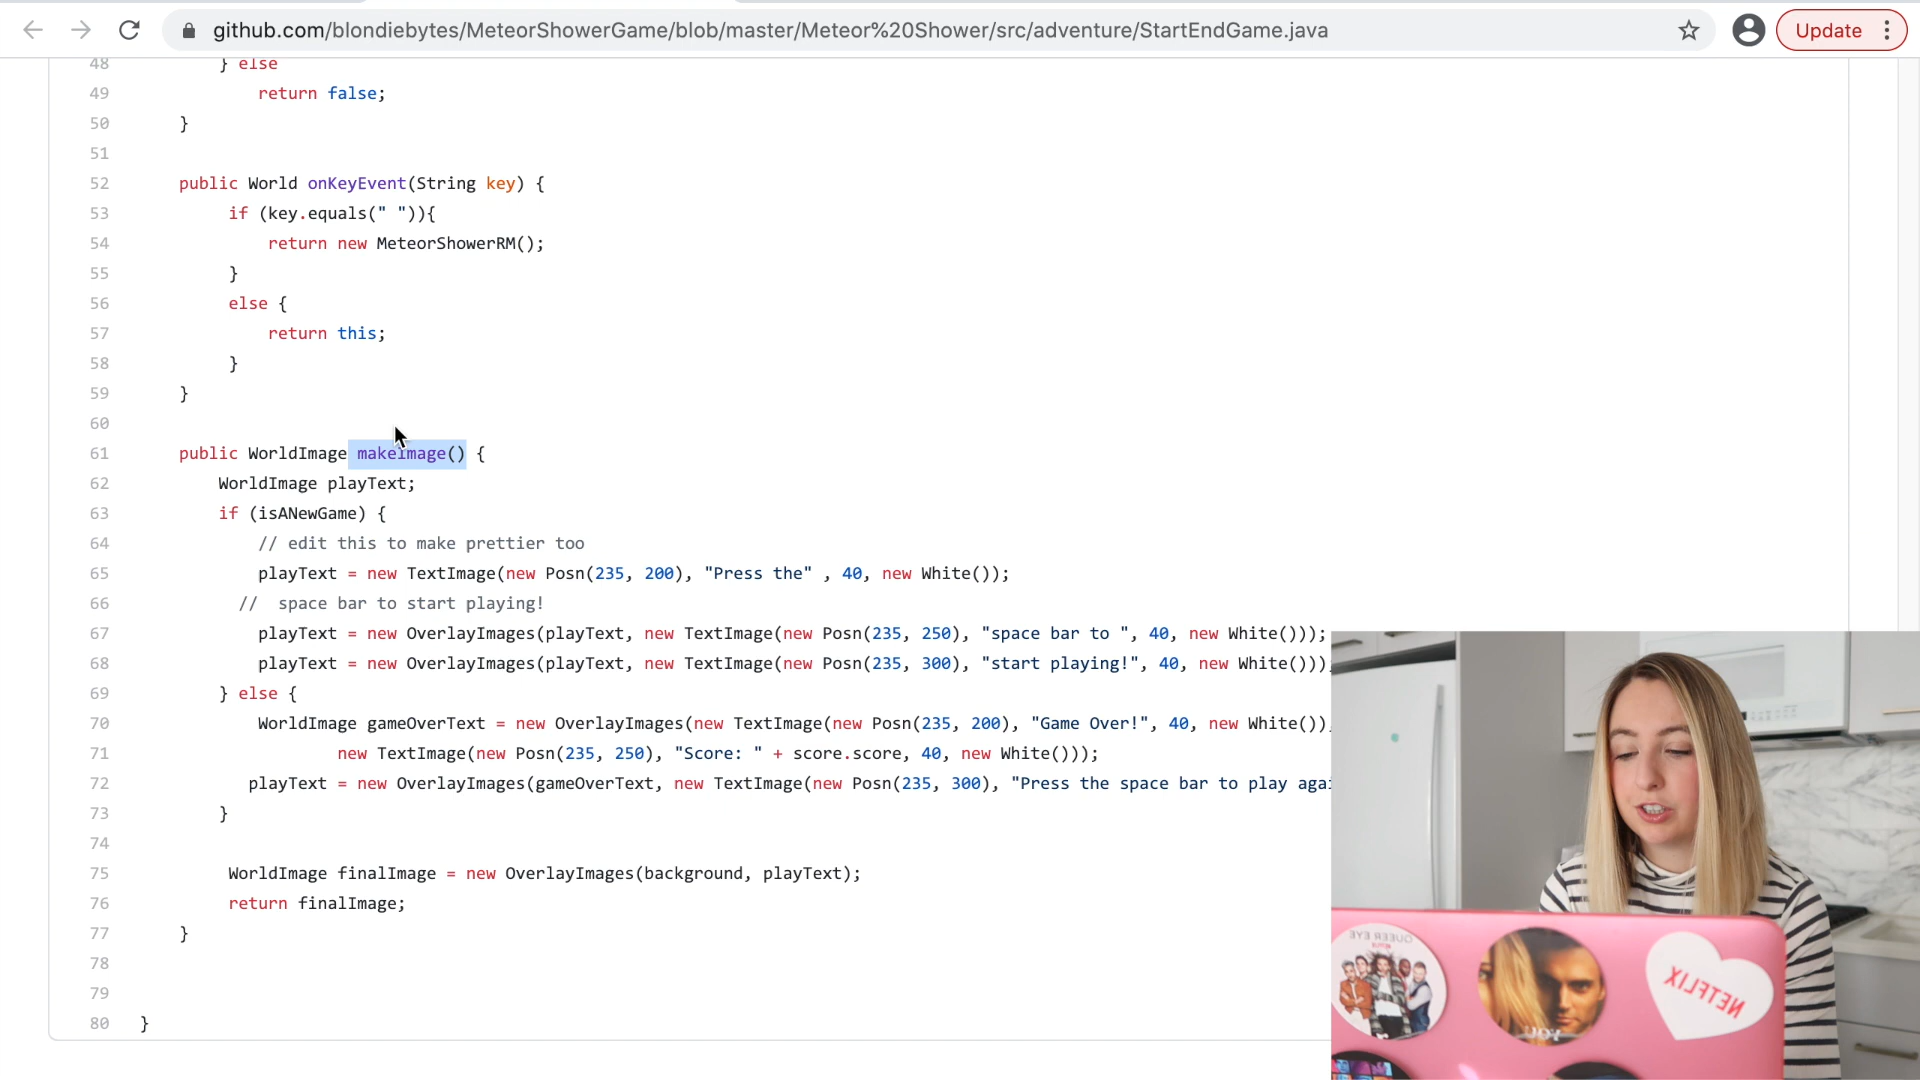 github.com/blondiebytes/MeteorShowerGame/blob/master/Meteor%20Shower/src/adventure/StartEndGame.java
Update
48 } else
49 return false;
50 }
51
52 public World onKeyEvent(String key) {
53 if (key.equals(" ")){
54 return new MeteorShowerRM();
55 }
56 else {
57 return this;
58 }
59 }
60
61 public WorldImage makeImage() {
62 WorldImage playText;
63 if (isANewGame) {
64 // edit this to make prettier too
65 playText = new TextImage(new Posn(235, 200), "Press the" , 40, new White());
66 // space bar to start playing!
67 playText = new OverlayImages(playText, new TextImage(new Posn(235, 250), "space bar to ", 40, new White()));
68 playText = new OverlayImages(playText, new TextImage(new Posn(235, 300), "start playing!", 40, new White()))
69 } else {
70 WorldImage gameOverText = new OverlayImages(new TextImage(new Posn(235, 200), "Game Over!", 40, new White()),
71 new TextImage(new Posn(235, 250), "Score: " + score.score, 40, new White()));
72 playText = new OverlayImages(gameOverText, new TextImage(new Posn(235, 300), "Press the space bar to play agai
73 }
74
75 WorldImage finalImage = new OverlayImages(background, playText);
76 return finalImage;
77 }
78
79
80 }
QUEER EYE
YOU
NETFLIX